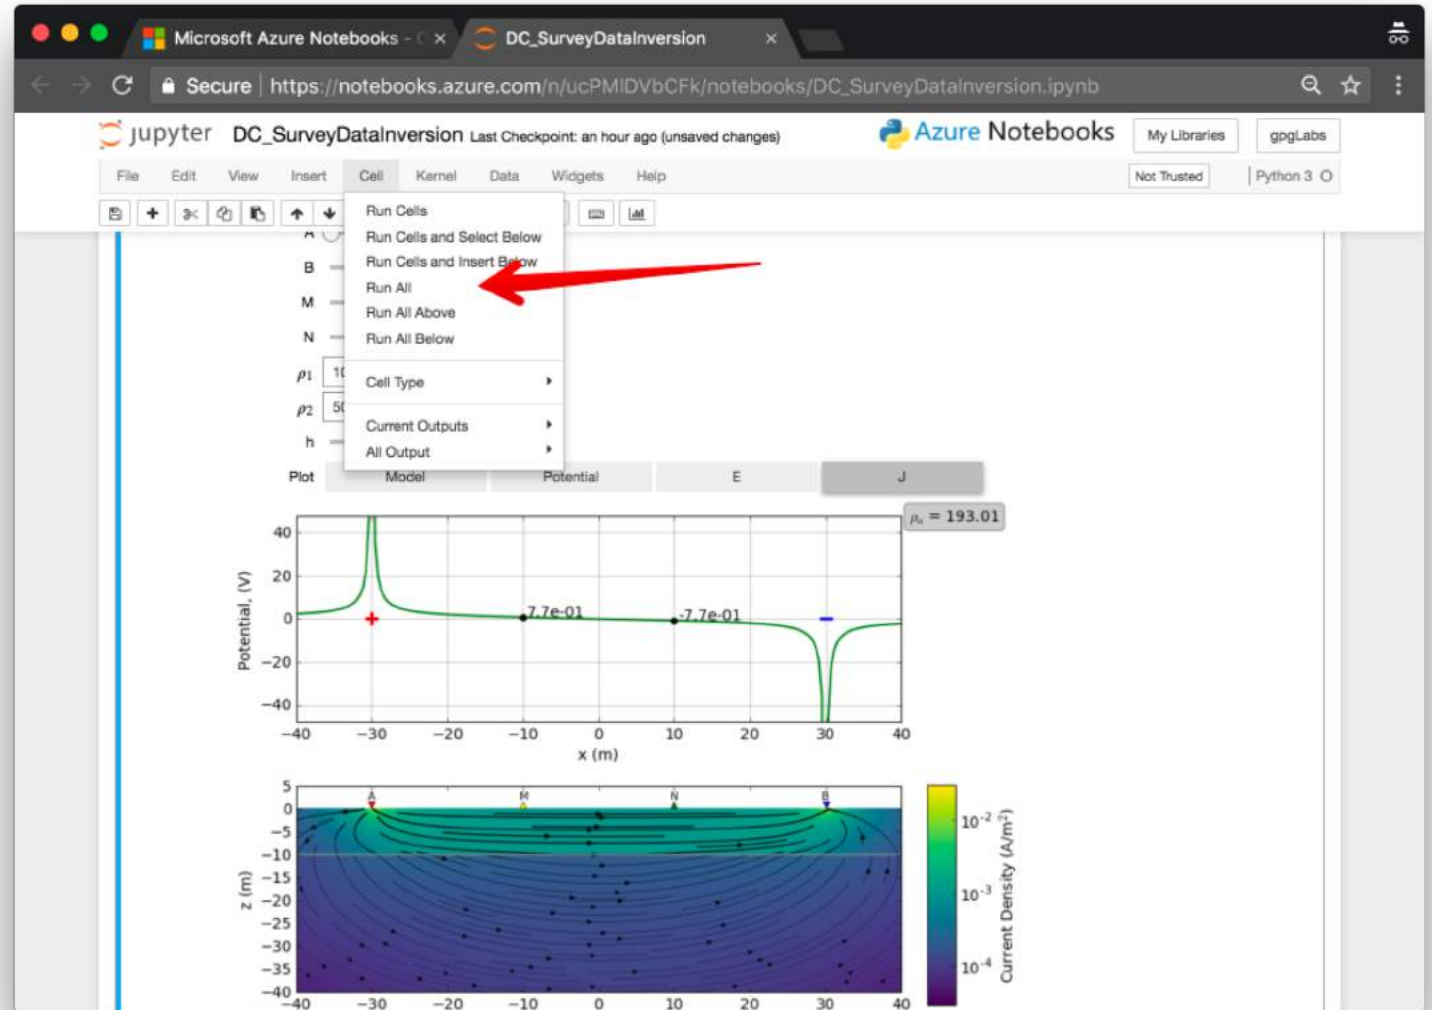 Microsoft Azure Notebooks -
DC_SurveyDataInversion
Secure | https://notebooks.azure.com/n/ucPMIDVbCFk/notebooks/DC_SurveyDataInversion.ipynb
jupyter DC_SurveyDataInversion Last Checkpoint: an hour ago (unsaved changes)
Azure Notebooks My Libraries gpgLabs
File Edit View Insert Cell Kernel Data Widgets Help
Not Trusted | Python 3
Run Cells
Run Cells and Select Below
Run Cells and Insert Below
Run All
Run All Above
Run All Below
Cell Type
Current Outputs
All Output
A
B
M
N
ρ1
ρ2
h
Plot Model Potential E J
ρa = 193.01
Potential, (V)
40
20
0
−20
−40
7.7e-01 -7.7e-01
−40 −30 −20 −10 0 10 20 30 40
x (m)
A M N B
z (m)
5
0
−5
−10
−15
−20
−25
−30
−35
−40
−40 −30 −20 −10 0 10 20 30 40
10-2
10-3
10-4
Current Density (A/m2)